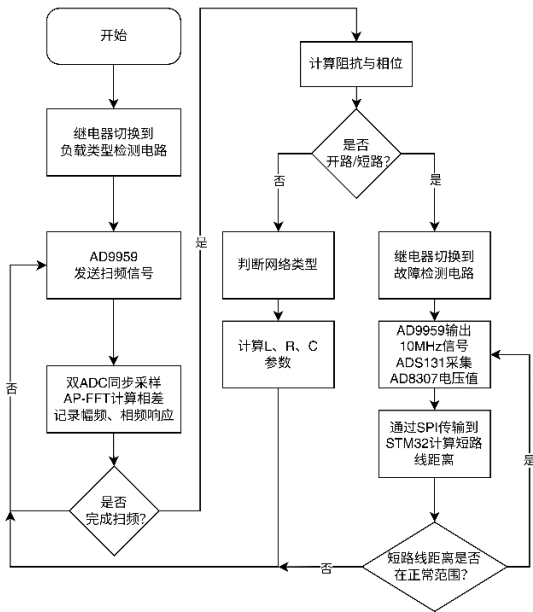 开始
继电器切换到
负载类型检测电路
AD9959
发送扫频信号
双ADC同步采样
AP-FFT计算相差
记录幅频、相频响应
是否
完成扫频?
否
是
计算阻抗与相位
是否
开路/短路?
否
是
判断网络类型
计算L、R、C
参数
继电器切换到
故障检测电路
AD9959输出
10MHz信号
ADS131采集
AD8307电压值
通过SPI传输到
STM32计算短路
线距离
短路线距离是否
在正常范围?
否
是